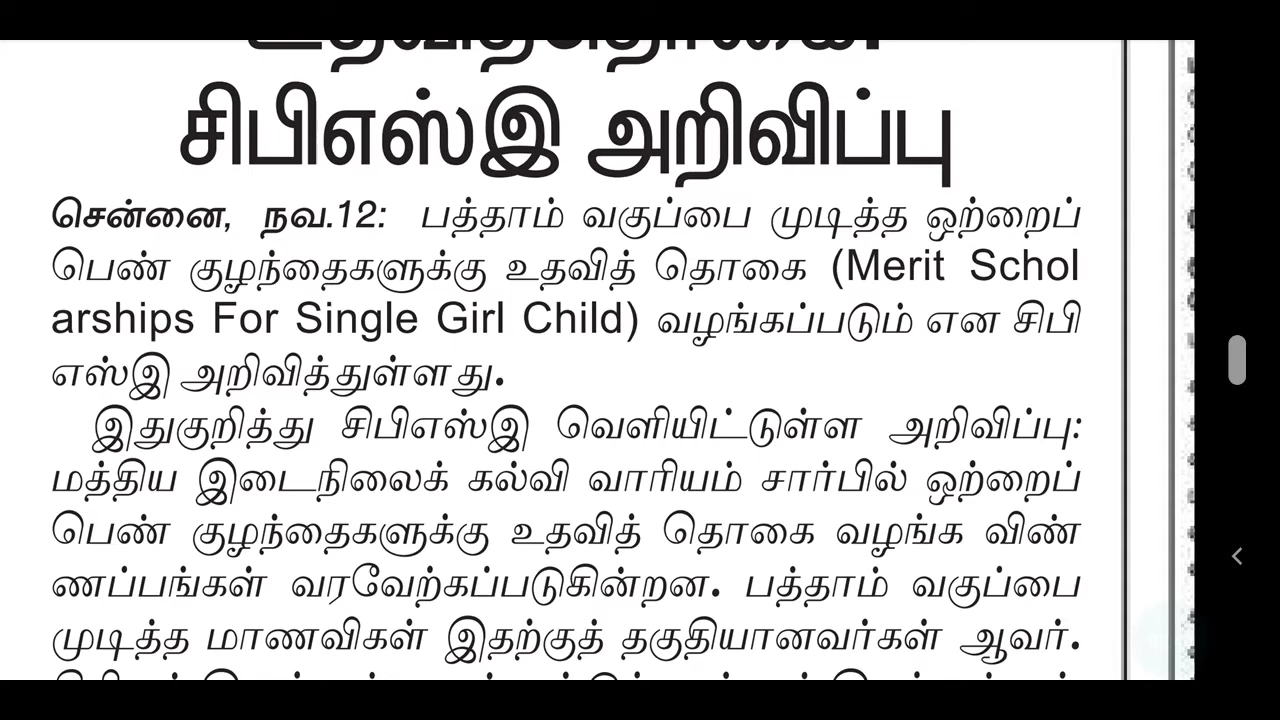 உதவித்தொகை:
சிபிஎஸ்இ அறிவிப்பு
சென்னை, நவ.12: பத்தாம் வகுப்பை முடித்த ஒற்றைப்
பெண் குழந்தைகளுக்கு உதவித் தொகை (Merit Schol
arships For Single Girl Child) வழங்கப்படும் என சிபி
எஸ்இ அறிவித்துள்ளது.
இதுகுறித்து சிபிஎஸ்இ வெளியிட்டுள்ள அறிவிப்பு:
மத்திய இடைநிலைக் கல்வி வாரியம் சார்பில் ஒற்றைப்
பெண் குழந்தைகளுக்கு உதவித் தொகை வழங்க விண்
ணப்பங்கள் வரவேற்கப்படுகின்றன. பத்தாம் வகுப்பை
முடித்த மாணவிகள் இதற்குத் தகுதியானவர்கள் ஆவர்.